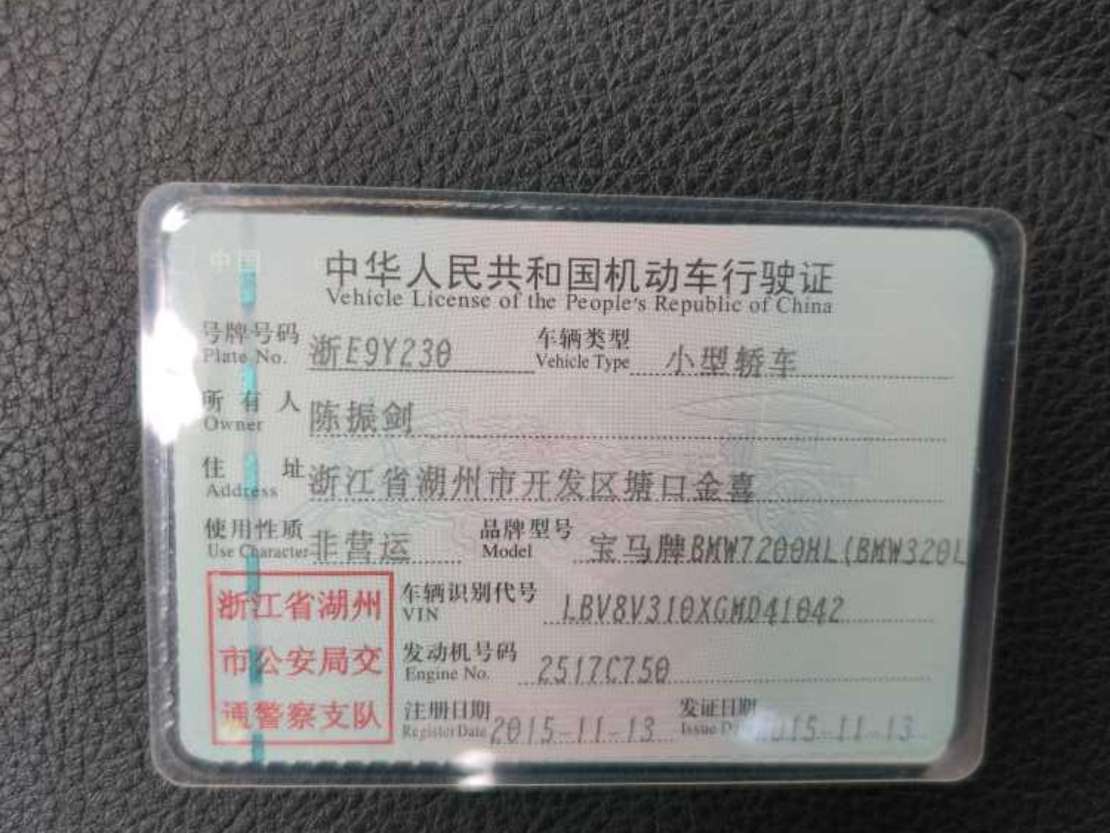 中国
中华人民共和国机动车行驶证
Vehicle License of the People's Republic of China
号牌号码 浙E9Y230 车辆类型 小型轿车
Plate No. Vehicle Type
所有人 陈振剑
Owner
住址 浙江省湖州市开发区塘口金喜
Address
使用性质 非营运 品牌型号 宝马牌BMW7200HL(BMW320L
Use Character Model
浙江省湖州 车辆识别代号 LBV8V310XGMD41042
VIN
市公安局交 发动机号码 2517C750
Engine No.
通警察支队 注册日期 2015-11-13 发证日期 2015-11-13
Register Date Issue